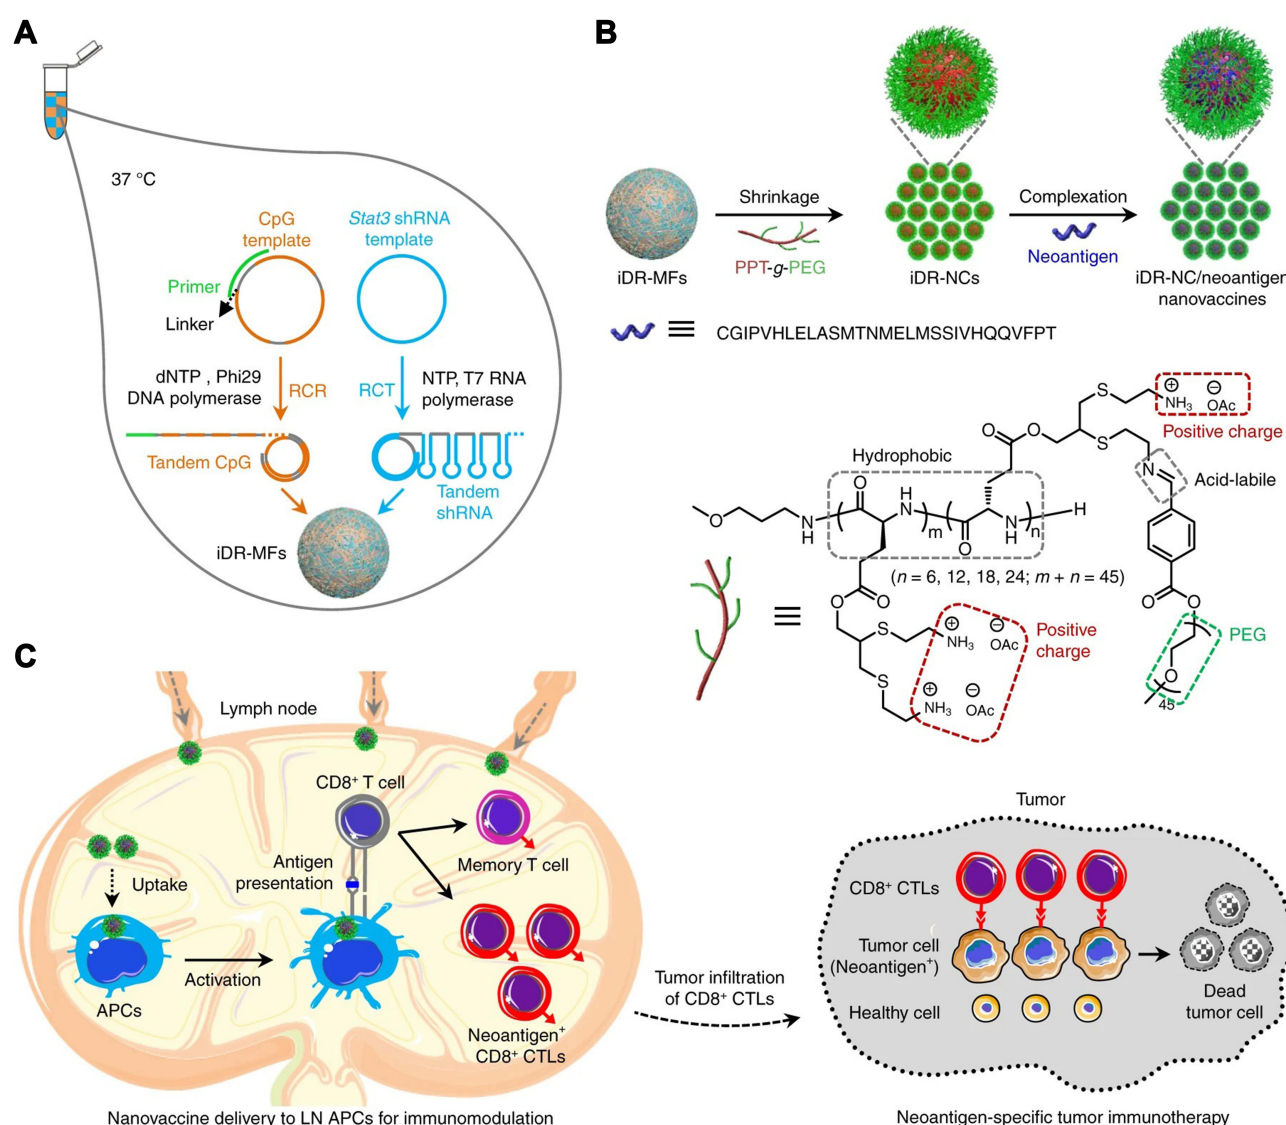 A
37 °C
CpG
template
Stat3 shRNA
template
Primer
Linker
dNTP , Phi29
DNA polymerase
RCR
RCT
NTP, T7 RNA
polymerase
Tandem CpG
Tandem
shRNA
iDR-MFs
B
iDR-MFs
Shrinkage
PPT-g-PEG
iDR-NCs
Complexation
Neoantigen
iDR-NC/neoantigen
nanovaccines
CGIPVHLELASMTNMELMSSIVHQQVFPT
Hydrophobic
Positive charge
Acid-labile
S
NH3
⊕
⊖
OAc
O
O
S
N
O
H
N
O
N
H
m
O
N
H
n
H
(n = 6, 12, 18, 24; m + n = 45)
O
O
O
O
S
⊕
NH3
⊖
OAc
Positive
charge
S
⊕
NH3
⊖
OAc
PEG
O
45
C
Lymph node
CD8+ T cell
Antigen
presentation
Memory T cell
Uptake
Activation
APCs
Neoantigen+
CD8+ CTLs
Nanovaccine delivery to LN APCs for immunomodulation
Tumor infiltration
of CD8+ CTLs
Tumor
CD8+ CTLs
Tumor cell
(Neoantigen+)
Healthy cell
Dead
tumor cell
Neoantigen-specific tumor immunotherapy